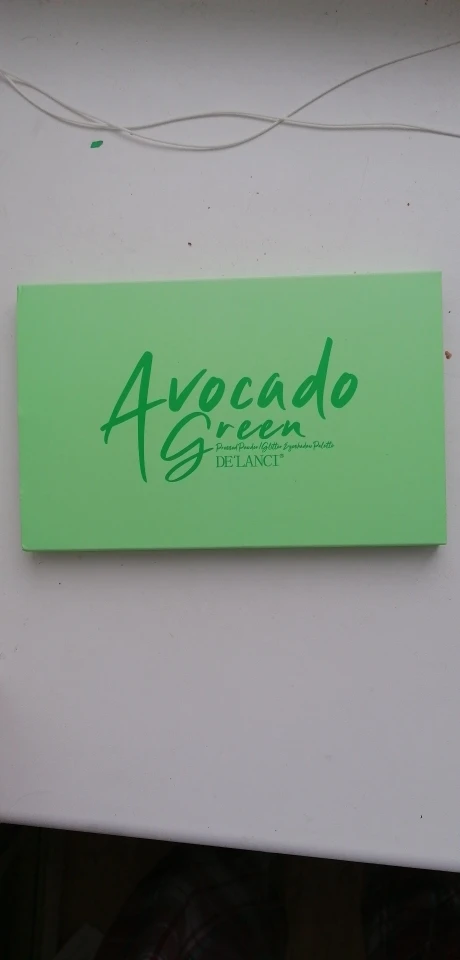 Avocado
Green
Pressed Powder/Glitter Eyeshadow Palette
DE'LANCI®